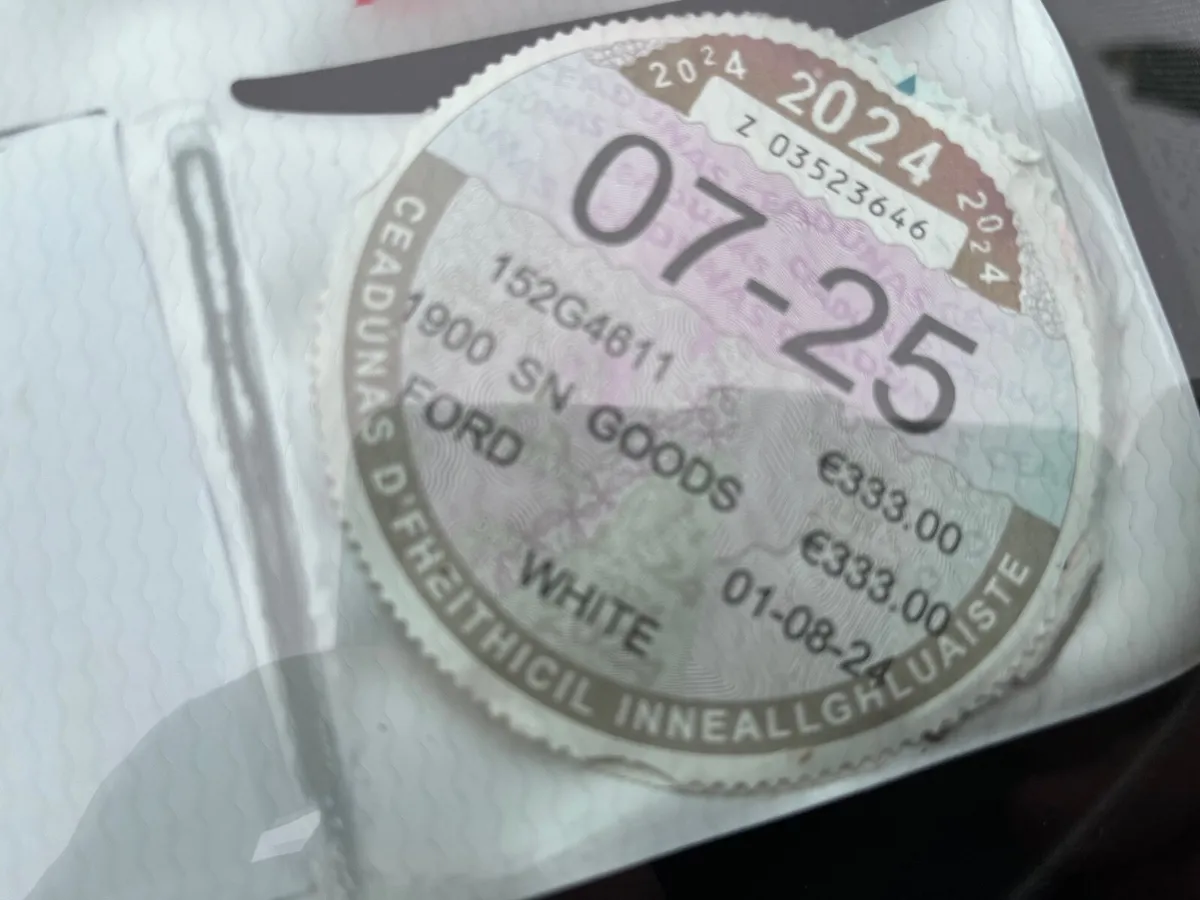 2024 2024 2024
Z 03523646
07-25
152G4611
1900 SN GOODS €333.00
FORD €333.00
WHITE 01-08-24
CEADUNAS D'FHEITHICIL INNEALLGHLUAISTE